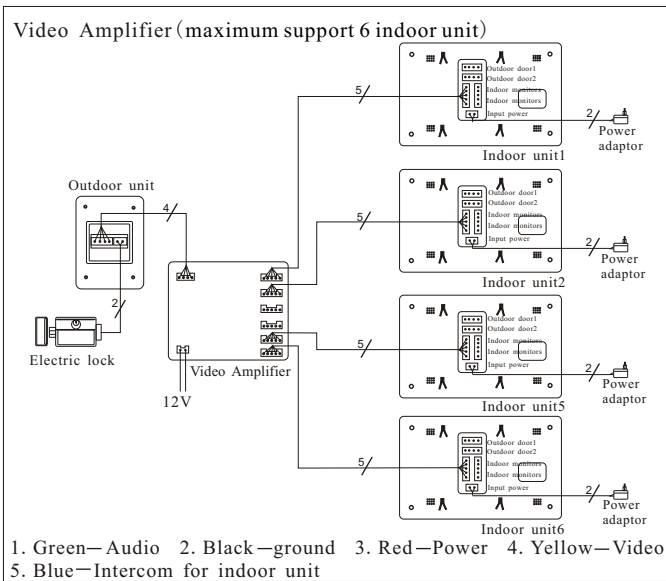 Video Amplifier(maximum support 6 indoor unit)
Outdoor door1
Outdoor door2
Indoor monitors
Indoor monitors
Input power
5
2
Power
adaptor
Indoor unit1
Outdoor unit
4
2
Electric lock
12V
Video Amplifier
Outdoor door1
Outdoor door2
Indoor monitors
Indoor monitors
Input power
5
2
Power
adaptor
Indoor unit2
Outdoor door1
Outdoor door2
Indoor monitors
Indoor monitors
Input power
5
2
Power
adaptor
Indoor unit5
Outdoor door1
Outdoor door2
Indoor monitors
Indoor monitors
Input power
5
2
Power
adaptor
Indoor unit6
1. Green—Audio 2. Black—ground 3. Red—Power 4. Yellow—Video
5. Blue—Intercom for indoor unit